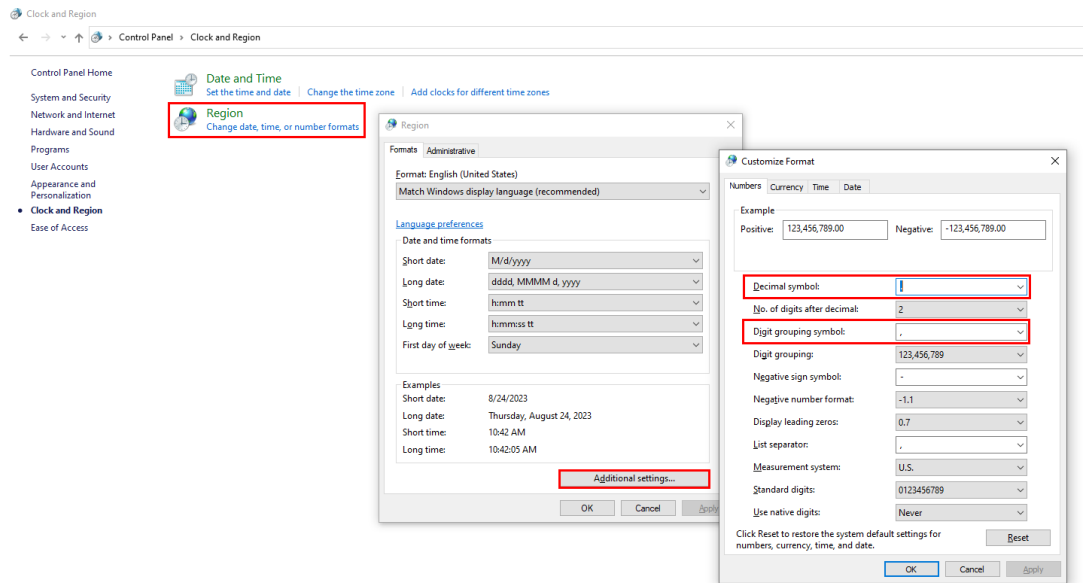 Clock and Region
Control Panel > Clock and Region
Control Panel Home
System and Security
Network and Internet
Hardware and Sound
Programs
User Accounts
Appearance and
Personalization
Clock and Region
Ease of Access
Date and Time
Set the time and date | Change the time zone | Add clocks for different time zones
Region
Change date, time, or number formats
Region
Formats Administrative
Format: English (United States)
Match Windows display language (recommended)
Language preferences
Date and time formats
Short date: M/d/yyyy
Long date: dddd, MMMM d, yyyy
Short time: h:mm tt
Long time: h:mm:ss tt
First day of week: Sunday
Examples
Short date: 8/24/2023
Long date: Thursday, August 24, 2023
Short time: 10:42 AM
Long time: 10:42:05 AM
Additional settings...
OK Cancel Apply
Customize Format
Numbers Currency Time Date
Example
Positive: 123,456,789.00 Negative: -123,456,789.00
Decimal symbol: .
No. of digits after decimal: 2
Digit grouping symbol: ,
Digit grouping: 123,456,789
Negative sign symbol: -
Negative number format: -1.1
Display leading zeros: 0.7
List separator: ,
Measurement system: U.S.
Standard digits: 0123456789
Use native digits: Never
Click Reset to restore the system default settings for
numbers, currency, time, and date.
Reset
OK Cancel Apply